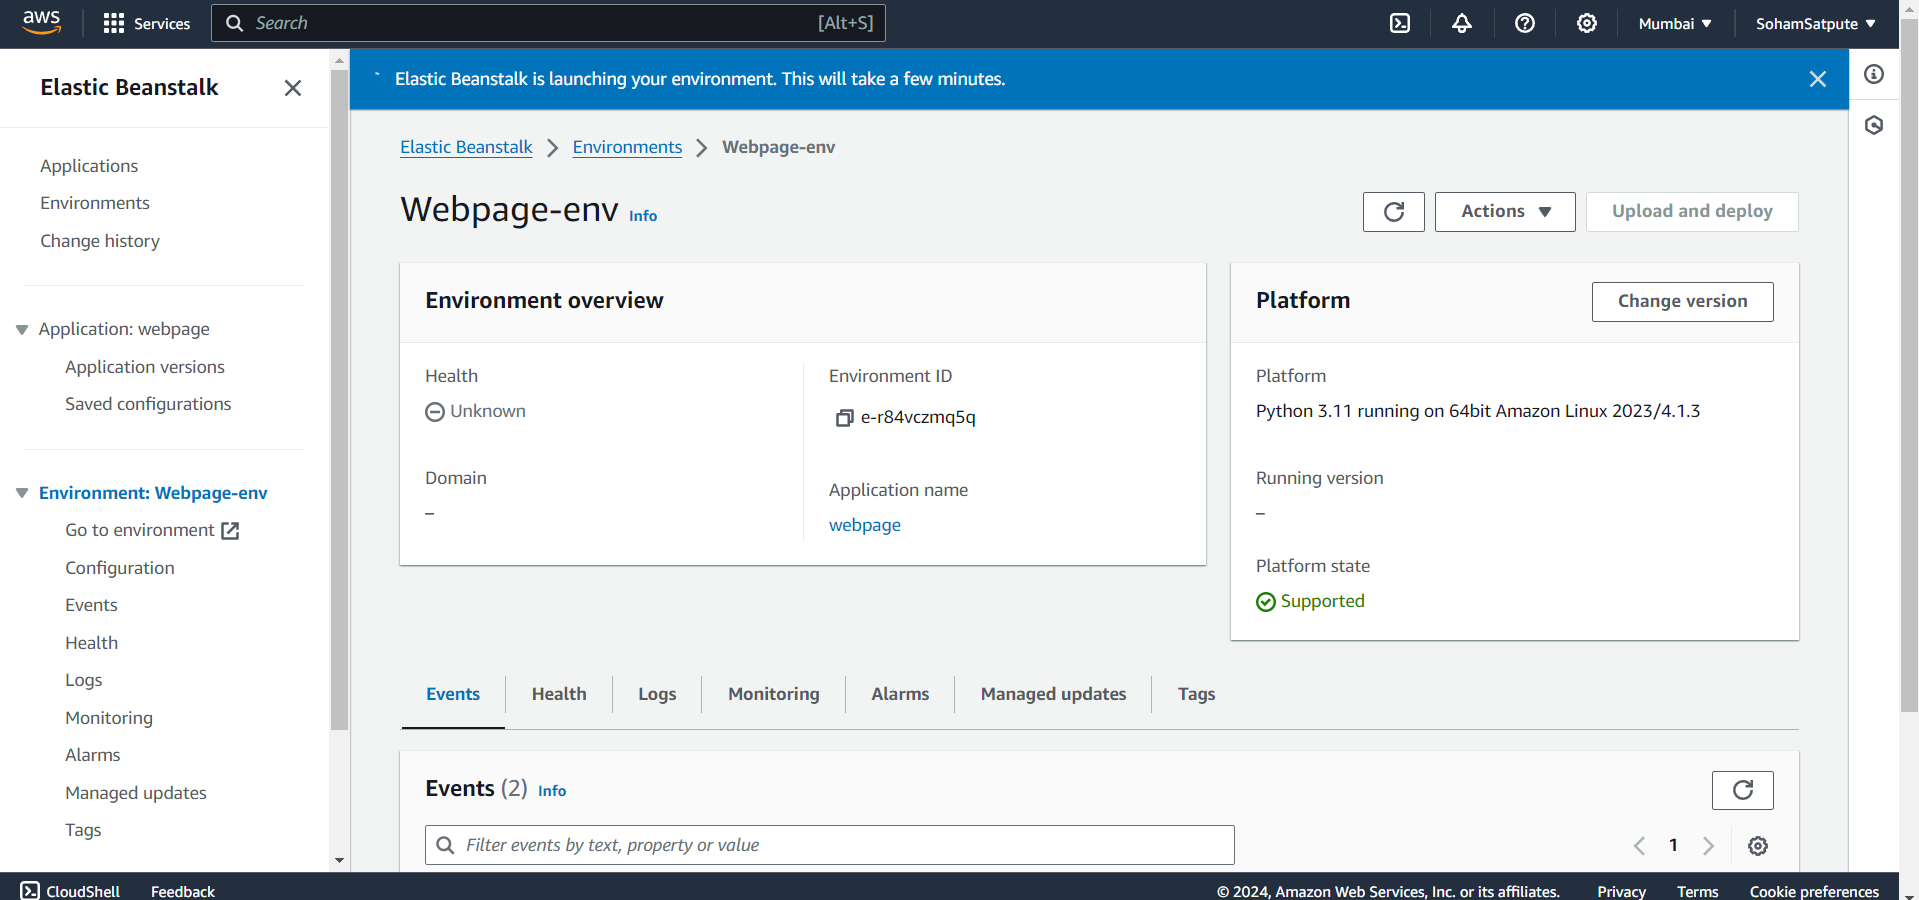 aws
Services
Search
[Alt+S]
Mumbai
SohamSatpute
Elastic Beanstalk
Applications
Environments
Change history
Application: webpage
Application versions
Saved configurations
Environment: Webpage-env
Go to environment
Configuration
Events
Health
Logs
Monitoring
Alarms
Managed updates
Tags
Elastic Beanstalk is launching your environment. This will take a few minutes.
Elastic Beanstalk > Environments > Webpage-env
Webpage-env Info
Actions
Upload and deploy
Environment overview
Health
Unknown
Domain
–
Environment ID
e-r84vczmq5q
Application name
webpage
Platform
Change version
Platform
Python 3.11 running on 64bit Amazon Linux 2023/4.1.3
Running version
–
Platform state
Supported
Events Health Logs Monitoring Alarms Managed updates Tags
Events (2) Info
Filter events by text, property or value
1
CloudShell
Feedback
© 2024, Amazon Web Services, Inc. or its affiliates.
Privacy
Terms
Cookie preferences